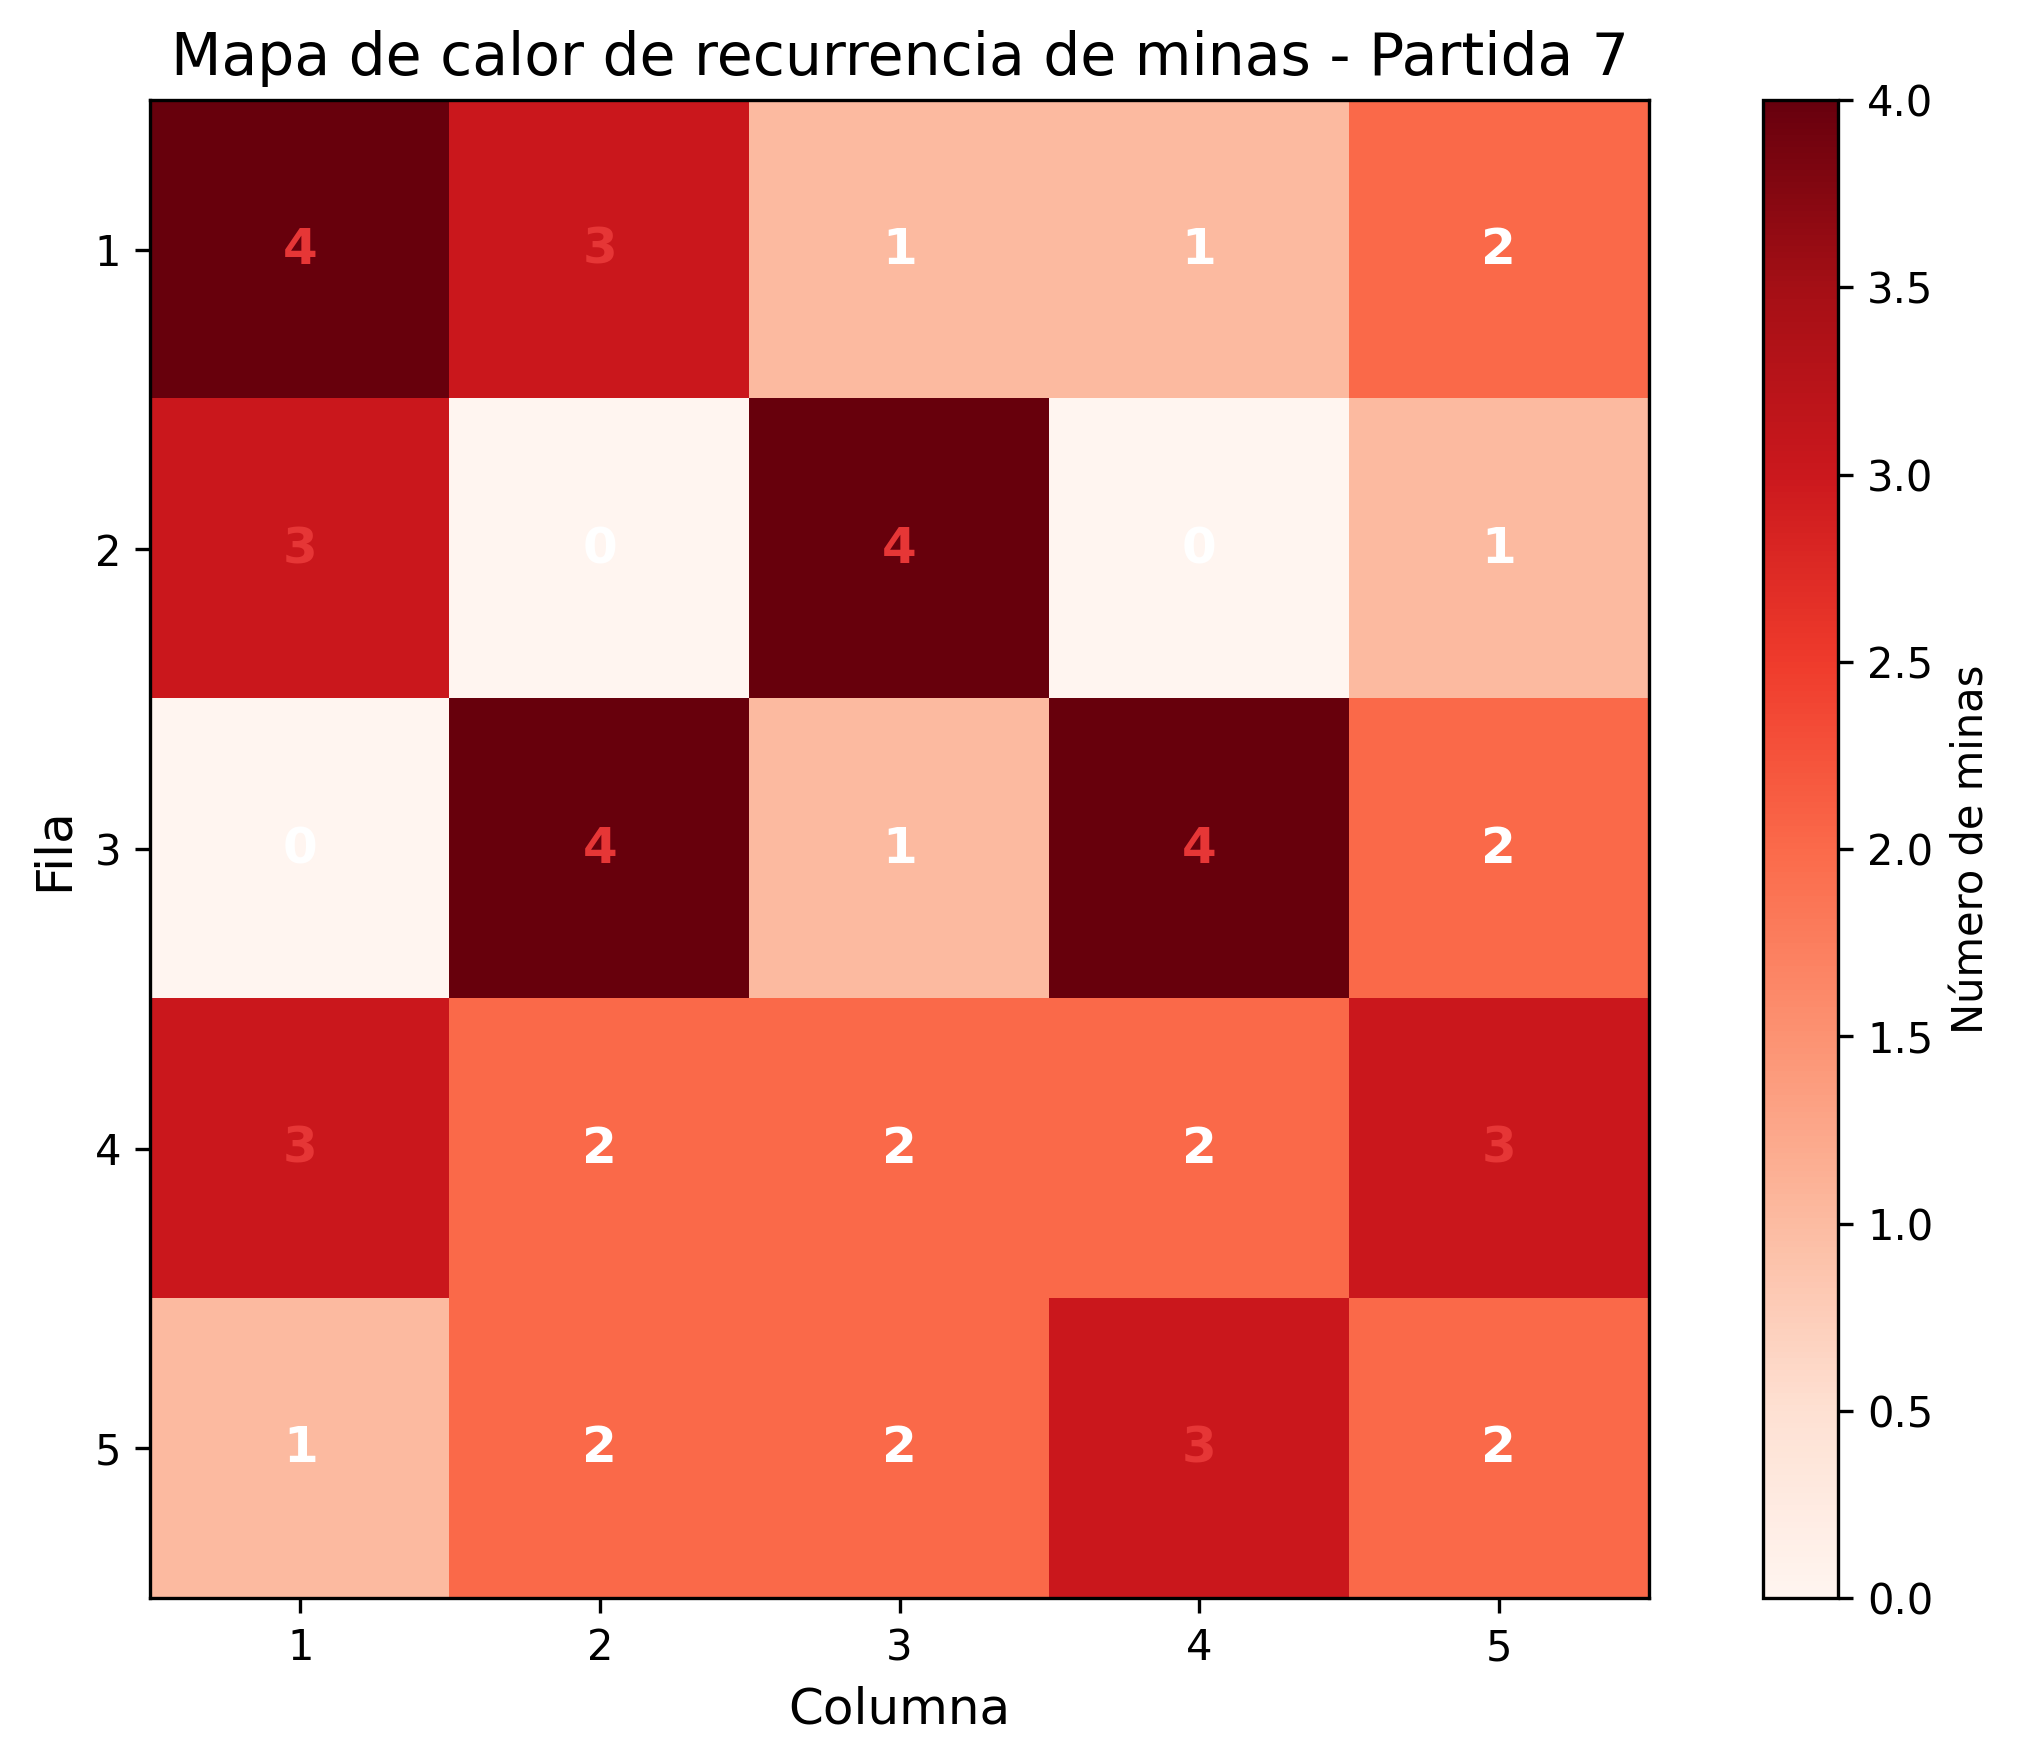 Mapa de calor de recurrencia de minas - Partida 7
4.0
3.5
3.0
2.5
2.0
1.5
1.0
0.5
0.0
Número de minas
Fila
1 4 3 1 1 2
2 3 0 4 0 1
3 0 4 1 4 2
4 3 2 2 2 3
5 1 2 2 3 2
1 2 3 4 5
Columna